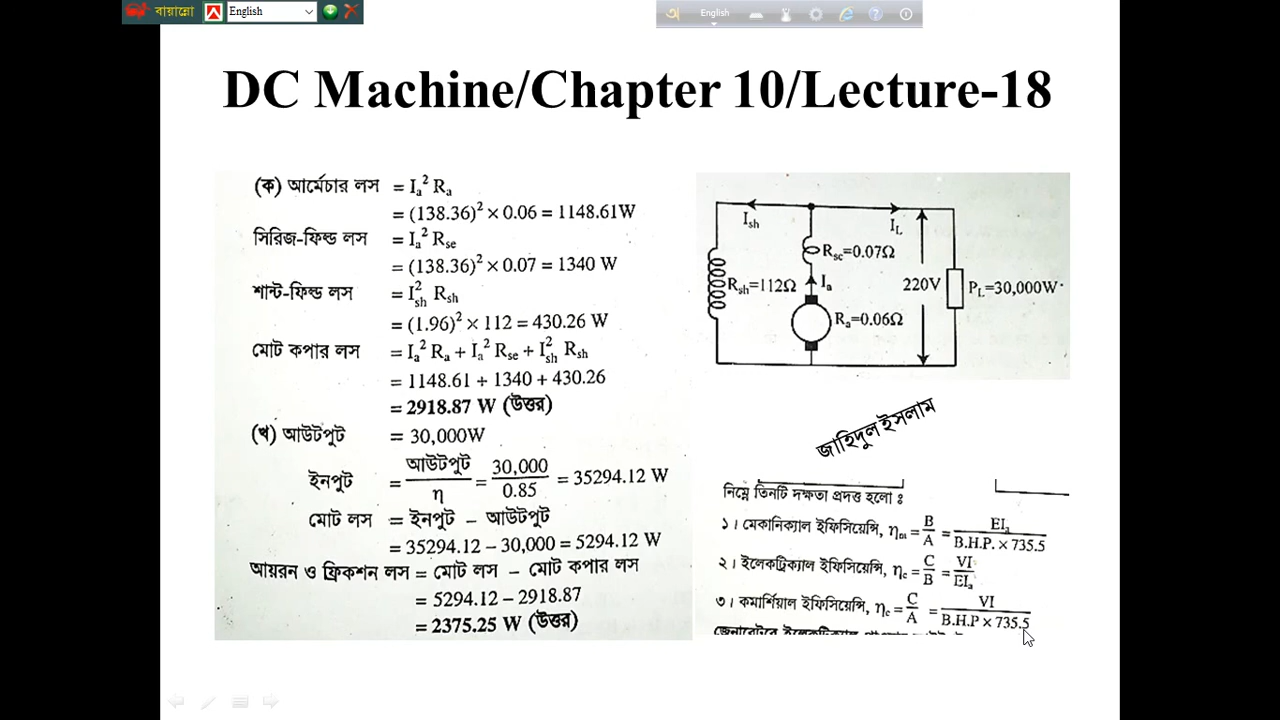 বায়ান্নো English
English
DC Machine/Chapter 10/Lecture-18
(ক) আর্মেচার লস = Iₐ² Rₐ
= (138.36)² × 0.06 = 1148.61W
সিরিজ-ফিল্ড লস = Iₐ² Rse
= (138.36)² × 0.07 = 1340 W
শান্ট-ফিল্ড লস = I²sh Rsh
= (1.96)² × 112 = 430.26 W
মোট কপার লস = Iₐ² Rₐ + Iₐ² Rse + I²sh Rsh
= 1148.61 + 1340 + 430.26
= 2918.87 W (উত্তর)
(খ) আউটপুট = 30,000W
ইনপুট = আউটপুট / η = 30,000 / 0.85 = 35294.12 W
মোট লস = ইনপুট − আউটপুট
= 35294.12 − 30,000 = 5294.12 W
আয়রন ও ফ্রিকশন লস = মোট লস − মোট কপার লস
= 5294.12 − 2918.87
= 2375.25 W (উত্তর)
Ish IL
Rsc=0.07Ω
Rsh=112Ω Iₐ 220V PL=30,000W
Rₐ=0.06Ω
জাহিদুল ইসলাম
নিম্নে তিনটি দক্ষতা প্রদত্ত হলো ঃ
১। মেকানিক্যাল ইফিসিয়েন্সি, ηm = B/A = EIₐ / B.H.P. × 735.5
২। ইলেকট্রিক্যাল ইফিসিয়েন্সি, ηc = C/B = VI / EIₐ
৩। কমার্শিয়াল ইফিসিয়েন্সি, ηc = C/A = VI / B.H.P × 735.5